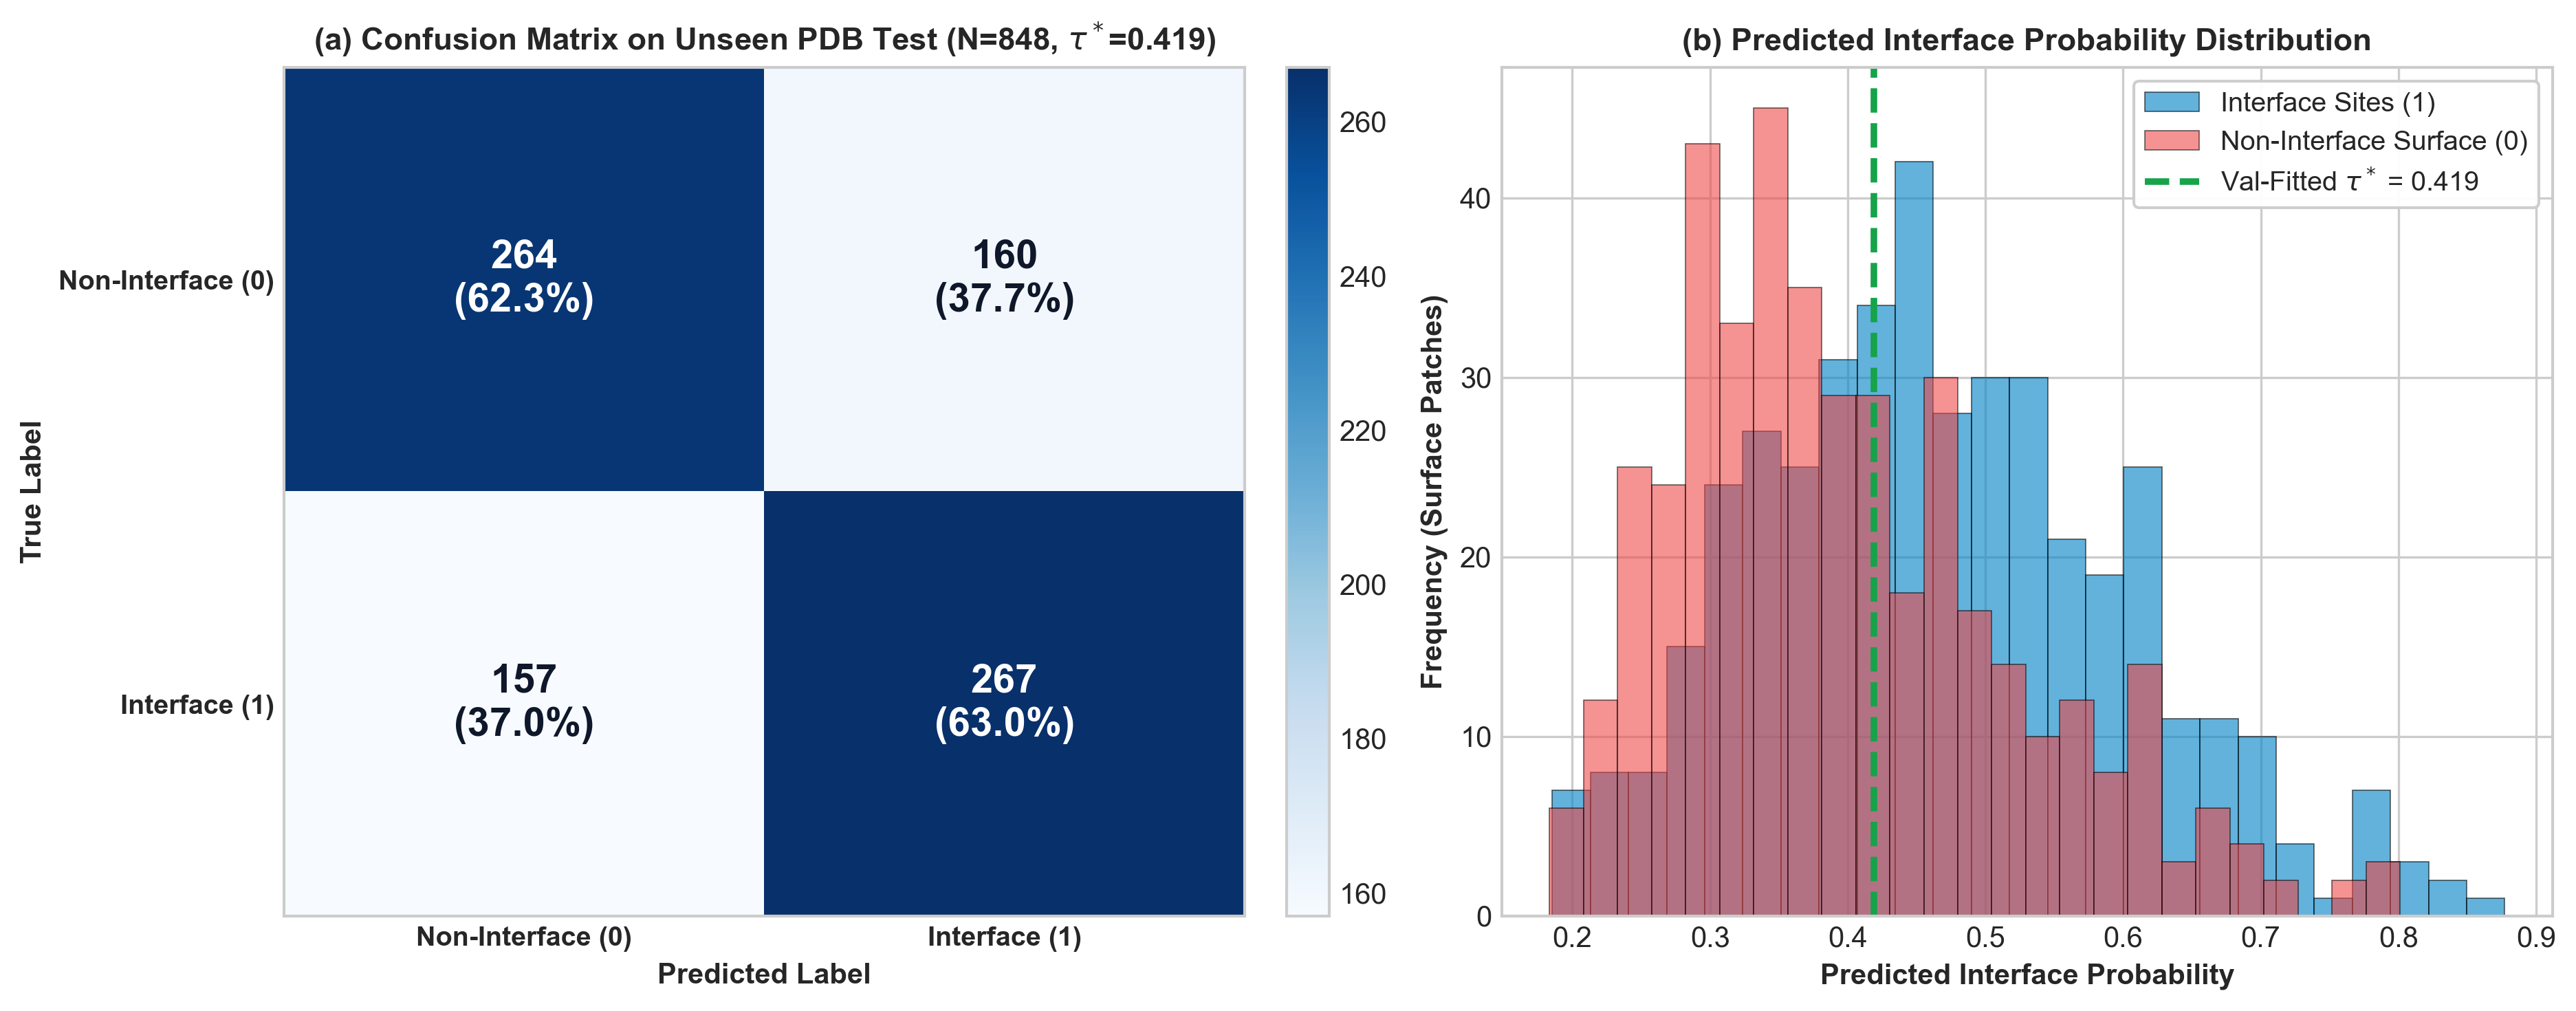 (a) Confusion Matrix on Unseen PDB Test (N=848, τ*=0.419)
True Label
Non-Interface (0)
Interface (1)
264
(62.3%)
160
(37.7%)
157
(37.0%)
267
(63.0%)
Non-Interface (0)
Interface (1)
Predicted Label
260
240
220
200
180
160
(b) Predicted Interface Probability Distribution
Frequency (Surface Patches)
40
30
20
10
0
Interface Sites (1)
Non-Interface Surface (0)
Val-Fitted τ* = 0.419
0.2
0.3
0.4
0.5
0.6
0.7
0.8
0.9
Predicted Interface Probability